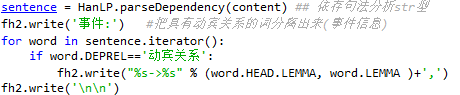 sentence = HanLP.parseDependency(content) ## 依存句法分析str型
fh2.write('事件:')   #把具有动宾关系的词分离出来(事件信息)
for word in sentence.iterator():
    if word.DEPREL=='动宾关系':
        fh2.write("%s->%s" % (word.HEAD.LEMMA, word.LEMMA )+',')
fh2.write('\n\n')